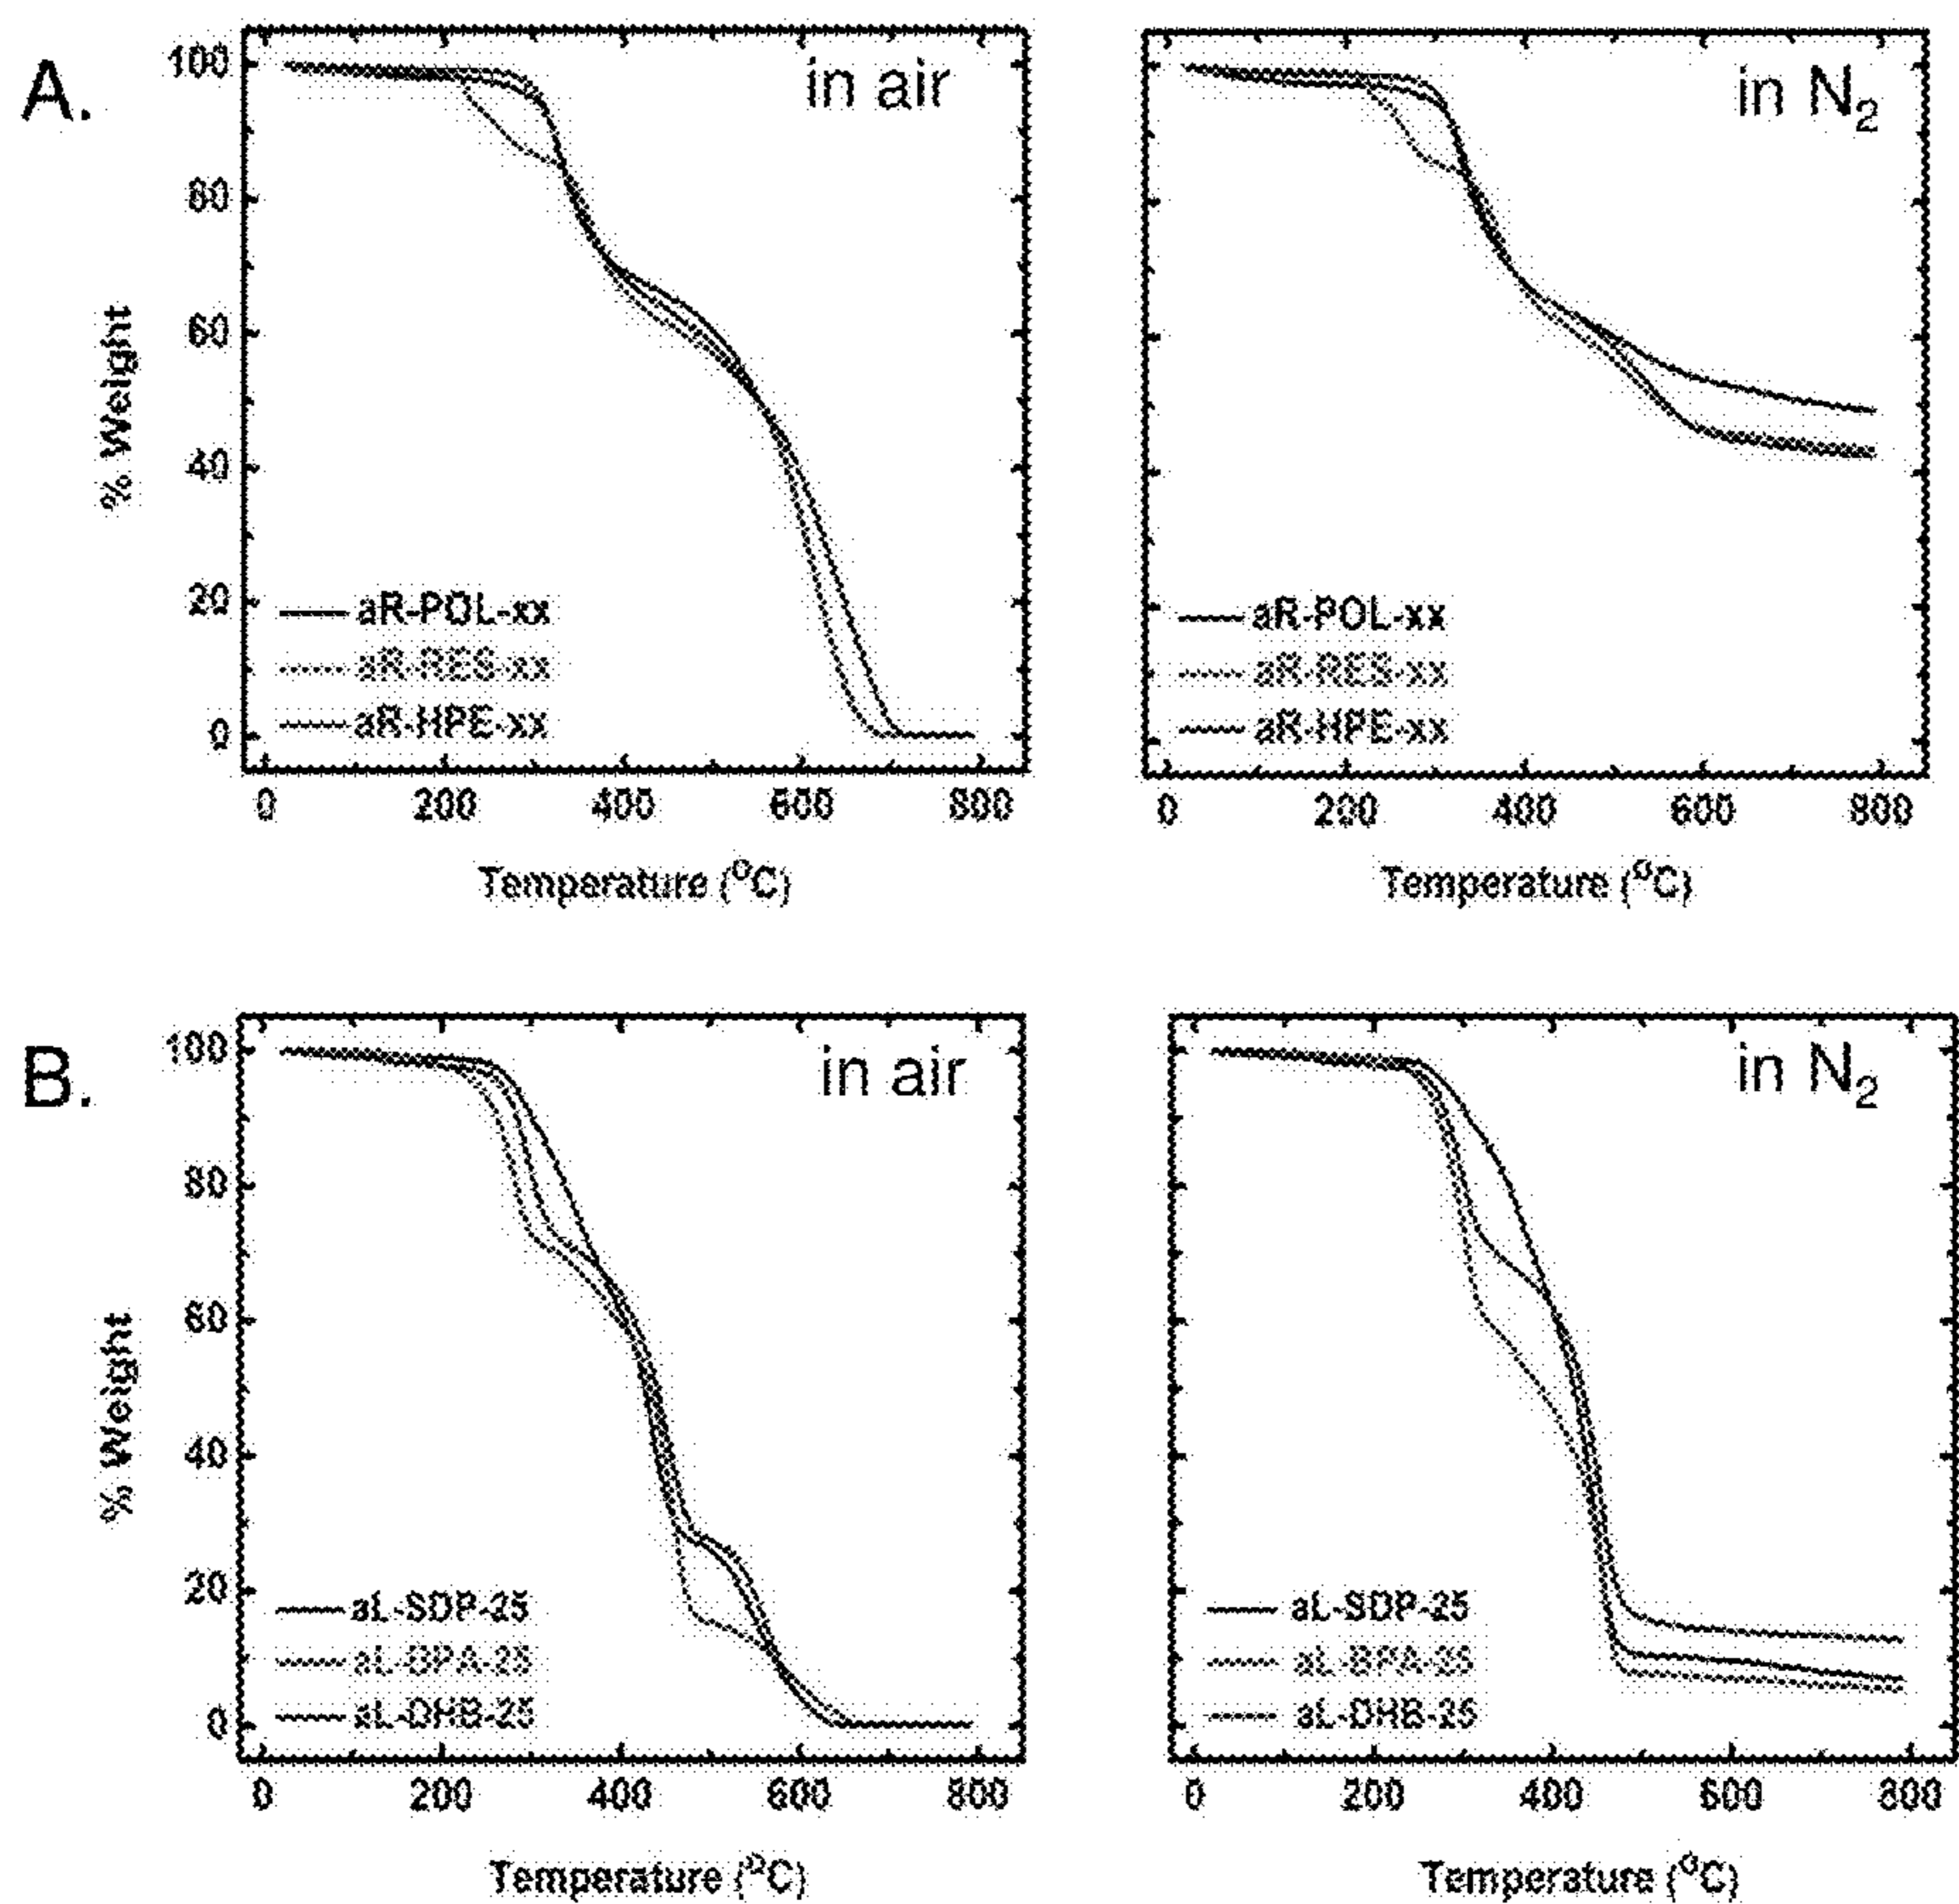 A.
in air
100
80
60
40
20
0
% Weight
aR-POL-xx
aR-RES-xx
aR-HPE-xx
0 200 400 600 800
Temperature (°C)
in N₂
aR-POL-xx
aR-RES-xx
aR-HPE-xx
0 200 400 600 800
Temperature (°C)
B.
in air
100
80
60
40
20
0
% Weight
aL-SDP-25
aL-BPA-25
aL-DHB-25
0 200 400 600 800
Temperature (°C)
in N₂
aL-SDP-25
aL-BPA-25
aL-DHB-25
0 200 400 600 800
Temperature (°C)